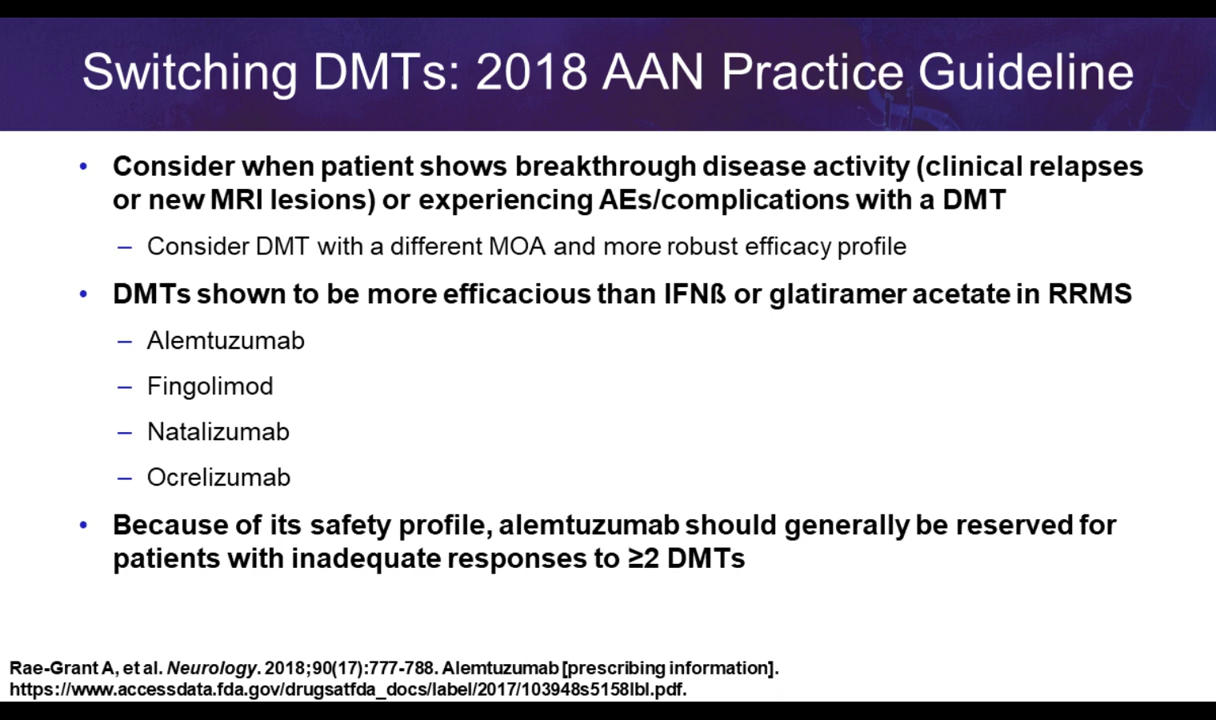 Switching DMTs: 2018 AAN Practice Guideline
• Consider when patient shows breakthrough disease activity (clinical relapses
or new MRI lesions) or experiencing AEs/complications with a DMT
– Consider DMT with a different MOA and more robust efficacy profile
• DMTs shown to be more efficacious than IFNß or glatiramer acetate in RRMS
– Alemtuzumab
– Fingolimod
– Natalizumab
– Ocrelizumab
• Because of its safety profile, alemtuzumab should generally be reserved for
patients with inadequate responses to ≥2 DMTs
Rae-Grant A, et al. Neurology. 2018;90(17):777-788. Alemtuzumab [prescribing information].
https://www.accessdata.fda.gov/drugsatfda_docs/label/2017/103948s5158lbl.pdf.